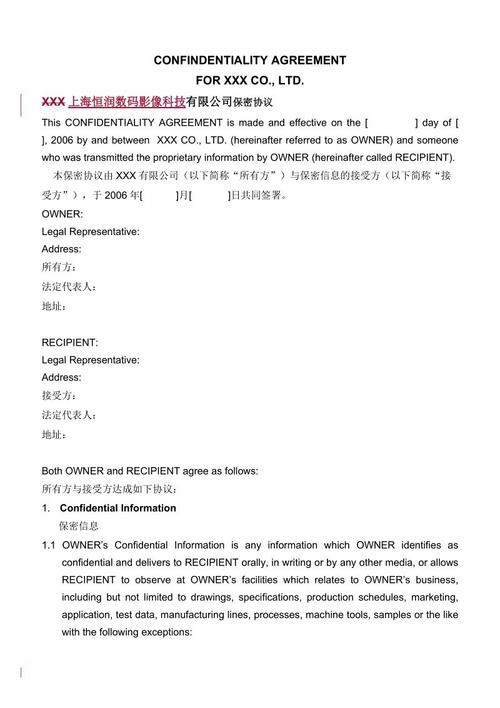 CONFINDENTIALITY AGREEMENT
FOR XXX CO., LTD.
XXX 上海恒润数码影像科技有限公司保密协议
This CONFIDENTIALITY AGREEMENT is made and effective on the [ ] day of [
], 2006 by and between XXX CO., LTD. (hereinafter referred to as OWNER) and someone
who was transmitted the proprietary information by OWNER (hereinafter called RECIPIENT).
本保密协议由 XXX 有限公司（以下简称“所有方”）与保密信息的接受方（以下简称“接
受方”），于 2006 年[ ]月[ ]日共同签署。
OWNER:
Legal Representative:
Address:
所有方：
法定代表人：
地址：
RECIPIENT:
Legal Representative:
Address:
接受方：
法定代表人：
地址：
Both OWNER and RECIPIENT agree as follows:
所有方与接受方达成如下协议：
1. Confidential Information
保密信息
1.1 OWNER's Confidential Information is any information which OWNER identifies as
confidential and delivers to RECIPIENT orally, in writing or by any other media, or allows
RECIPIENT to observe at OWNER's facilities which relates to OWNER's business,
including but not limited to drawings, specifications, production schedules, marketing,
application, test data, manufacturing lines, processes, machine tools, samples or the like
with the following exceptions: